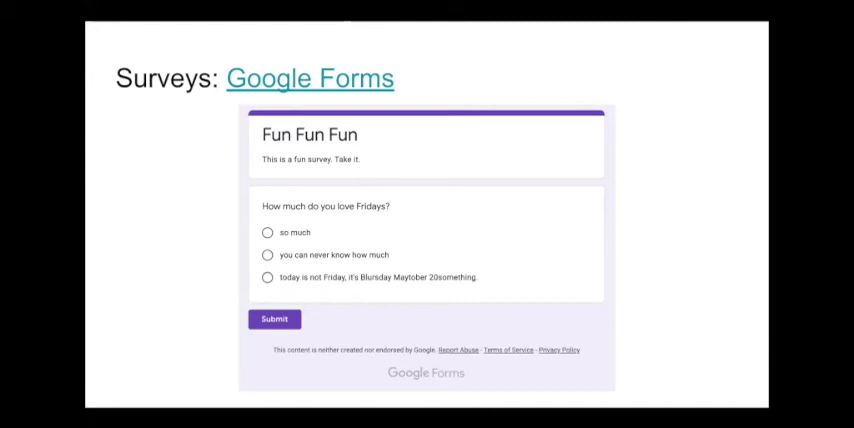 Surveys: Google Forms
Fun Fun Fun
This is a fun survey. Take it.
How much do you love Fridays?
so much
you can never know how much
today is not Friday, it's Blursday Maytober 20something.
Submit
This content is neither created nor endorsed by Google. Report Abuse - Terms of Service - Privacy Policy
Google Forms